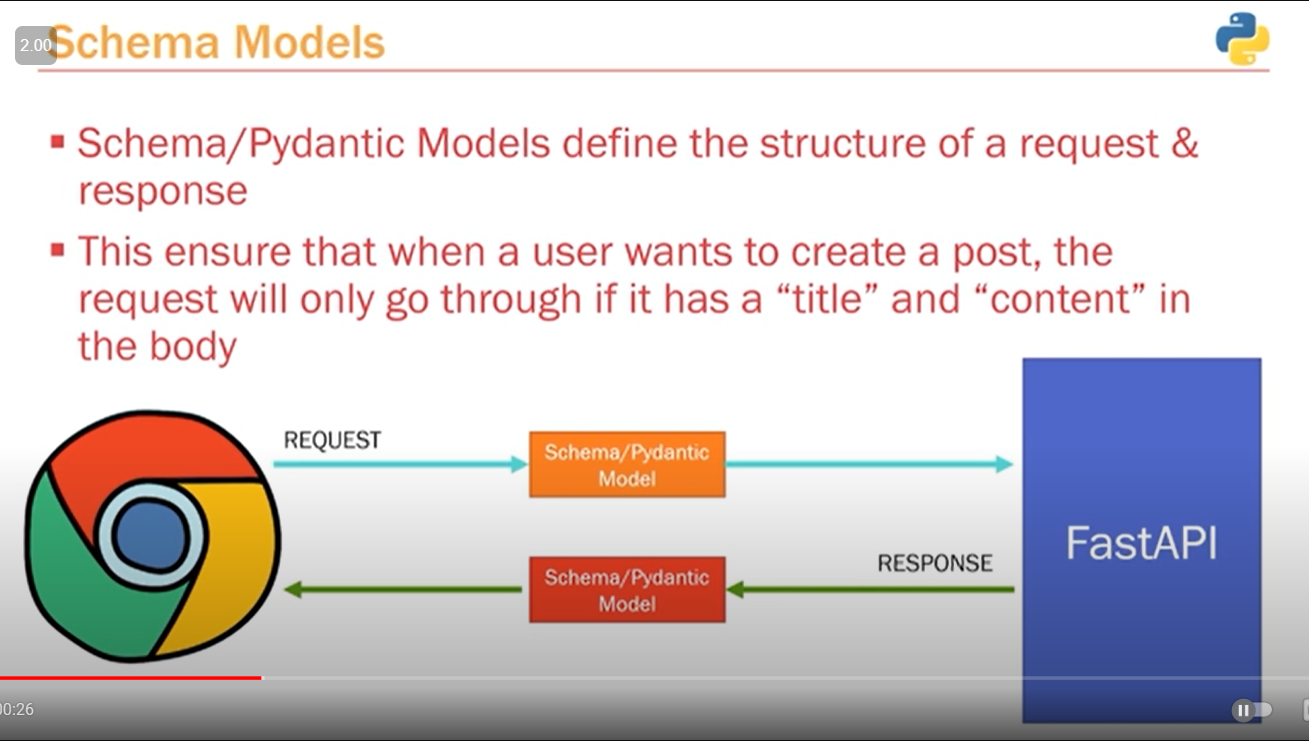 2.00
Schema Models
▪ Schema/Pydantic Models define the structure of a request &
response
▪ This ensure that when a user wants to create a post, the
request will only go through if it has a “title” and “content” in
the body
REQUEST
Schema/Pydantic
Model
FastAPI
RESPONSE
Schema/Pydantic
Model
00:26